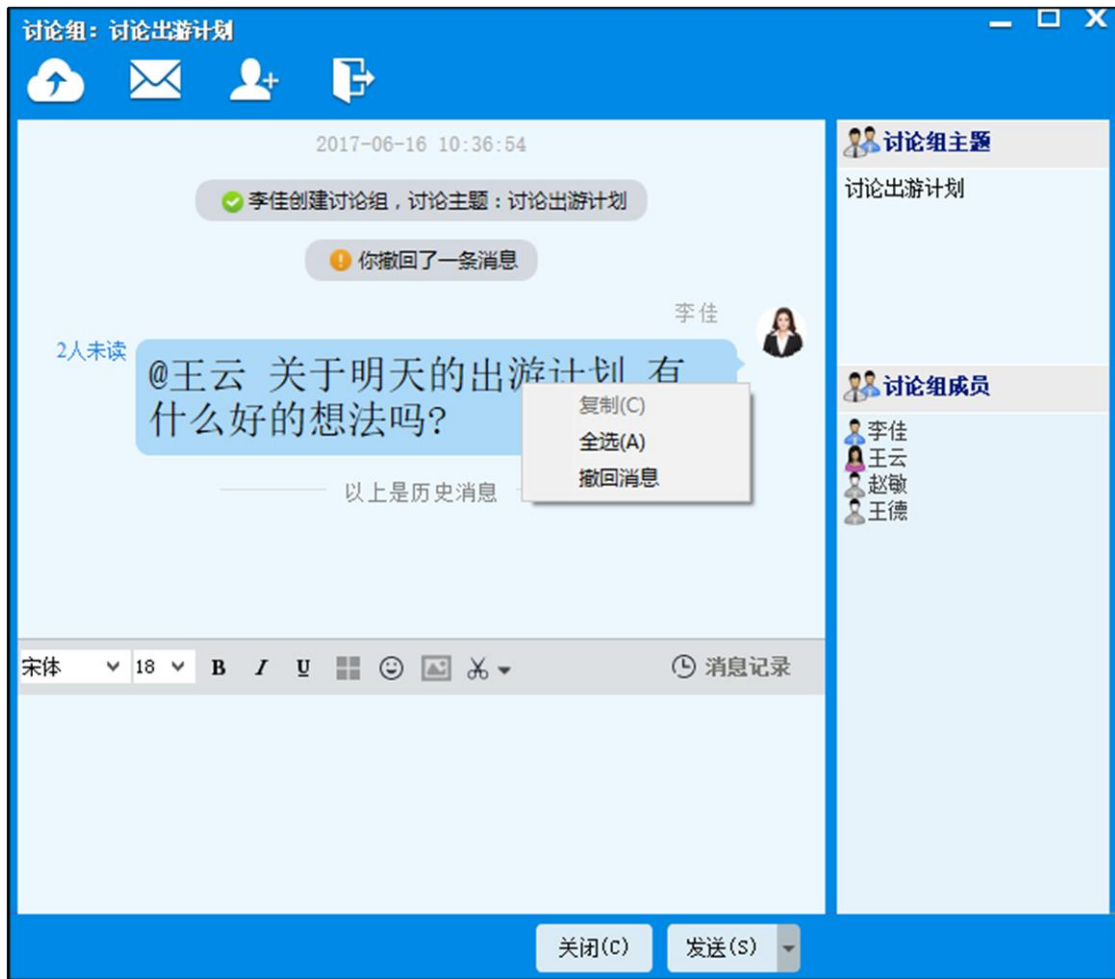 讨论组：讨论出游计划
2017-06-16 10:36:54
李佳创建讨论组，讨论主题：讨论出游计划
你撤回了一条消息
李佳
2人未读
@王云 关于明天的出游计划 有
什么好的想法吗?
复制(C)
全选(A)
撤回消息
以上是历史消息
讨论组主题
讨论出游计划
讨论组成员
李佳
王云
赵敏
王德
宋体 18 B I U 消息记录
关闭(C) 发送(S)